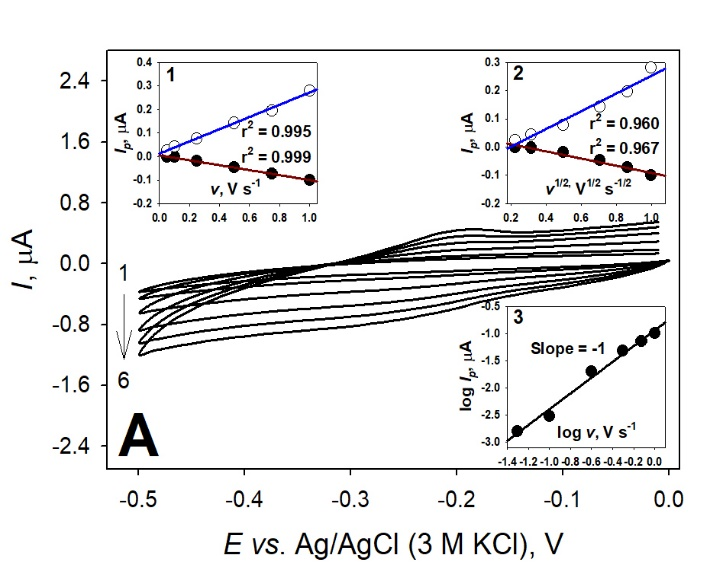 2.4
1.6
0.8
0.0
-0.8
-1.6
-2.4
I, µA
-0.5 -0.4 -0.3 -0.2 -0.1 0.0
E vs. Ag/AgCl (3 M KCl), V
A
1
6
1
0.4
0.3
0.2
0.1
0.0
-0.1
-0.2
Ip, µA
r² = 0.995
r² = 0.999
v, V s⁻¹
0.0 0.2 0.4 0.6 0.8 1.0
2
0.3
0.2
0.1
0.0
-0.1
-0.2
Ip, µA
r² = 0.960
r² = 0.967
v¹/², V¹/² s⁻¹/²
0.2 0.4 0.6 0.8 1.0
3
-0.5
-1.0
-1.5
-2.0
-2.5
-3.0
log Ip, µA
Slope = -1
log v, V s⁻¹
-1.4 -1.2 -1.0 -0.8 -0.6 -0.4 -0.2 0.0